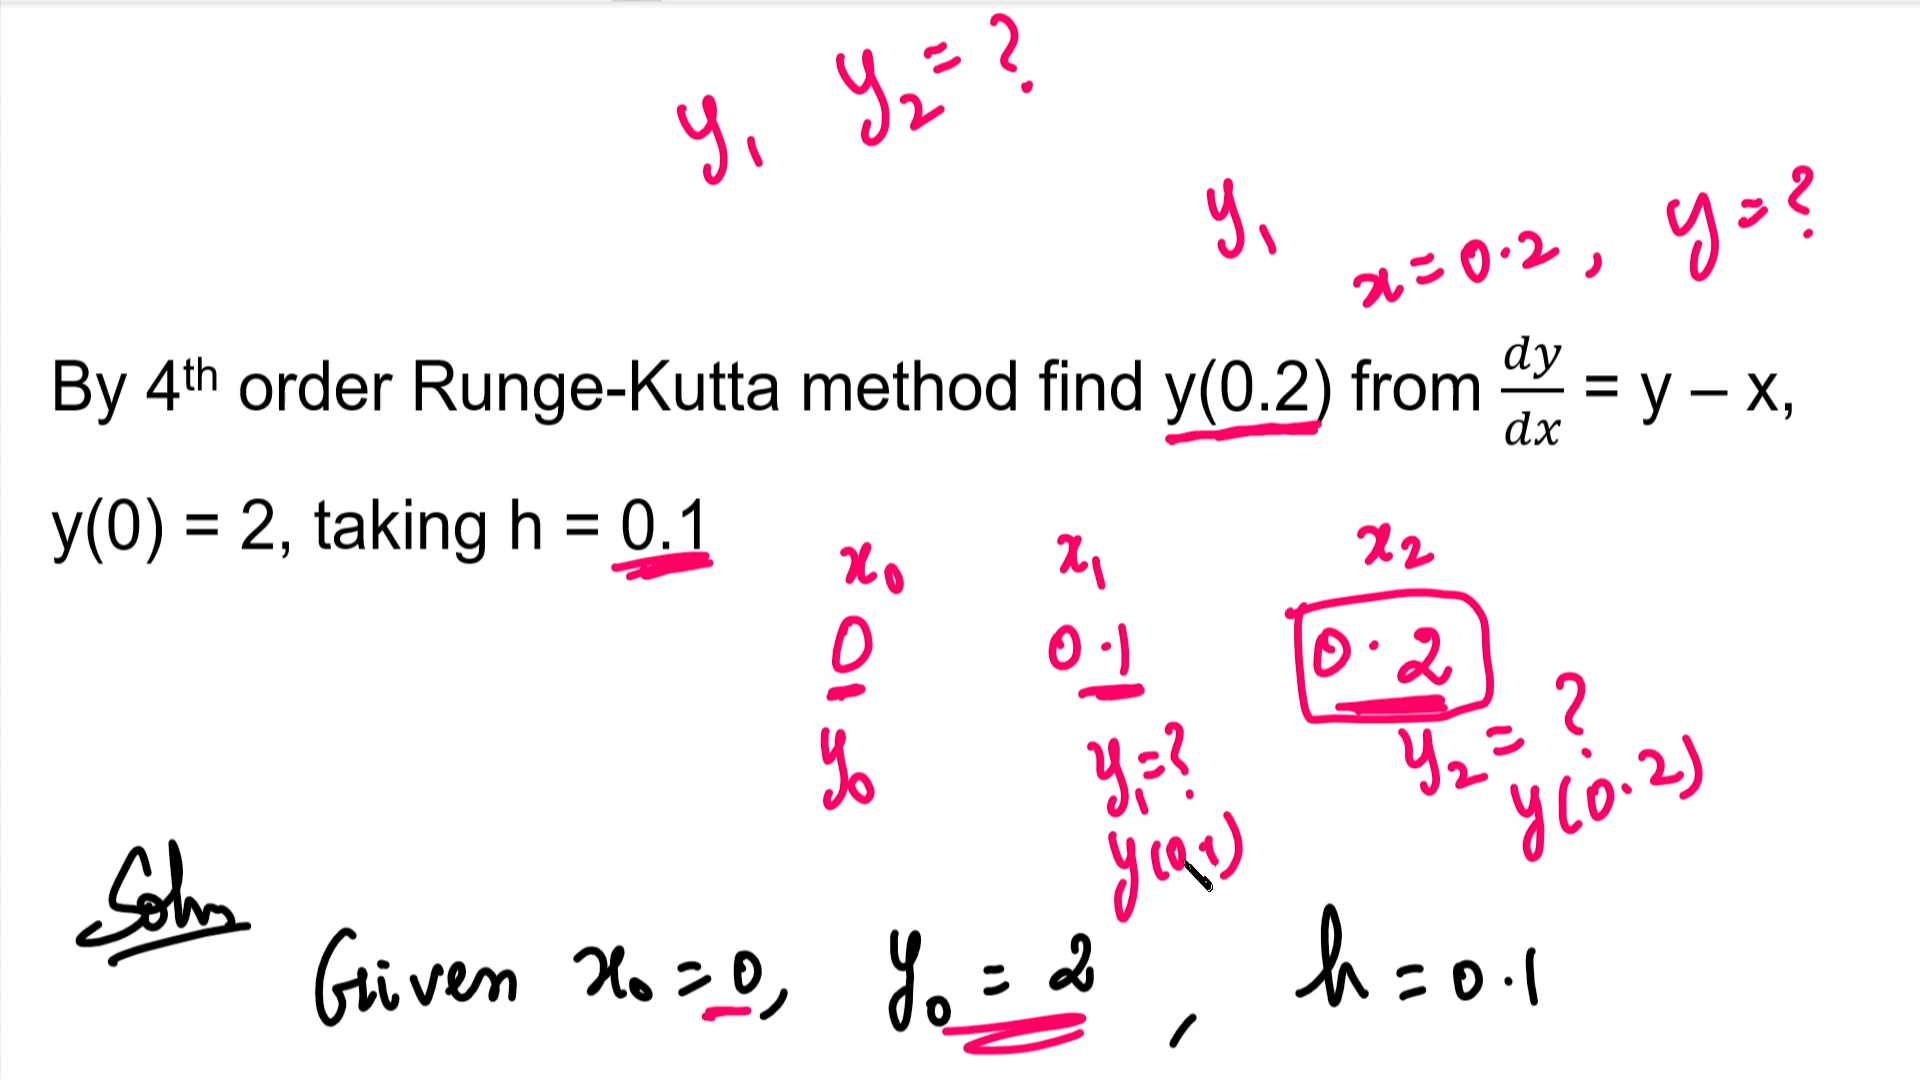 y₁ y₂ = ?
y₁ x = 0.2, y = ?
By 4th order Runge-Kutta method find y(0.2) from dy/dx = y – x,
y(0) = 2, taking h = 0.1
x₀ x₁ x₂
0 0.1 0.2
y₀ y₁ = ? y₂ = ?
y(0.1) y(0.2)
Soln
Given x₀ = 0, y₀ = 2, h = 0.1